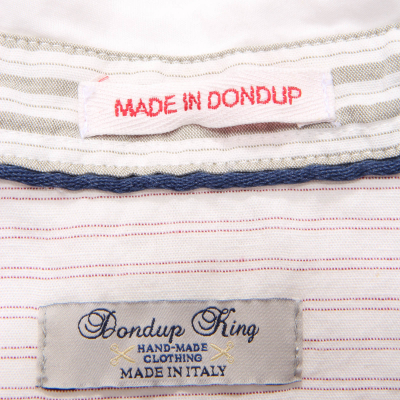 MADE IN DONDUP
Dondup King
HAND-MADE
CLOTHING
MADE IN ITALY